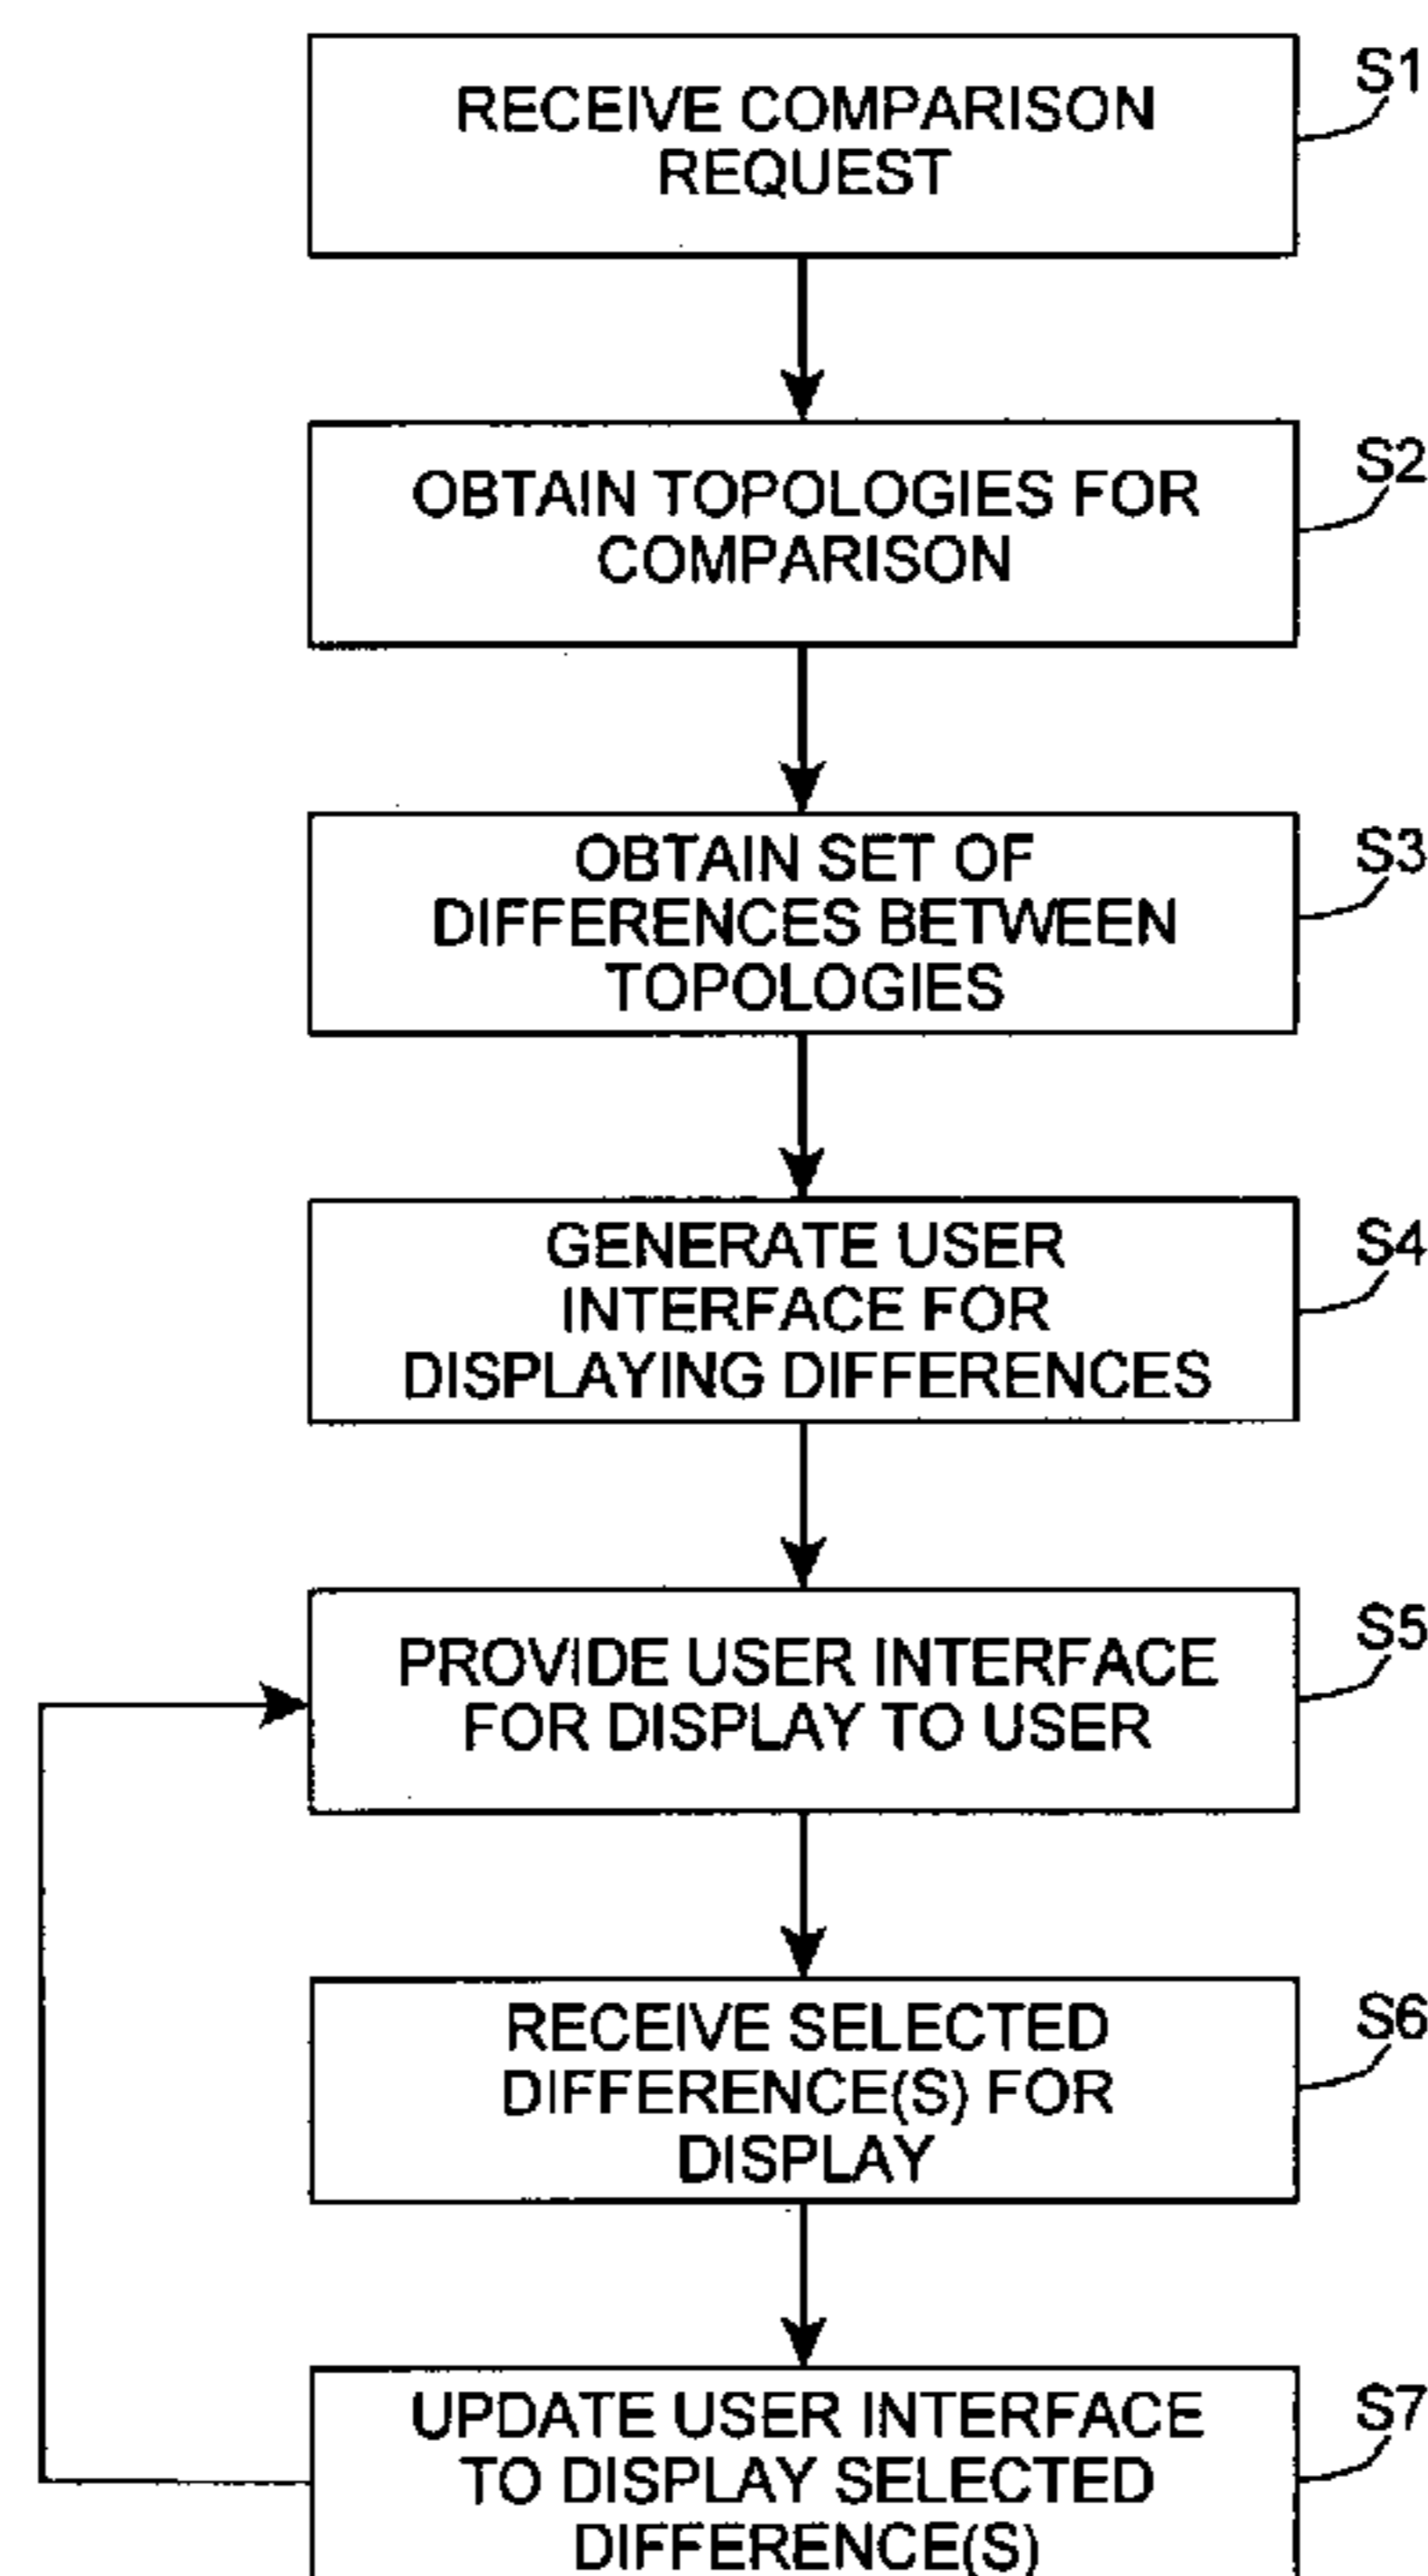 RECEIVE COMPARISON
REQUEST
S1
OBTAIN TOPOLOGIES FOR
COMPARISON
S2
OBTAIN SET OF
DIFFERENCES BETWEEN
TOPOLOGIES
S3
GENERATE USER
INTERFACE FOR
DISPLAYING DIFFERENCES
S4
PROVIDE USER INTERFACE
FOR DISPLAY TO USER
S5
RECEIVE SELECTED
DIFFERENCE(S) FOR
DISPLAY
S6
UPDATE USER INTERFACE
TO DISPLAY SELECTED
DIFFERENCE(S)
S7